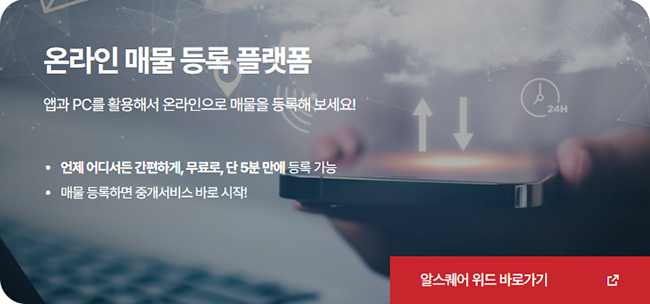 온라인 매물 등록 플랫폼
앱과 PC를 활용해서 온라인으로 매물을 등록해 보세요!
• 언제 어디서든 간편하게, 무료로, 단 5분 만에 등록 가능
• 매물 등록하면 중개서비스 바로 시작!
24H
알스퀘어 위드 바로가기